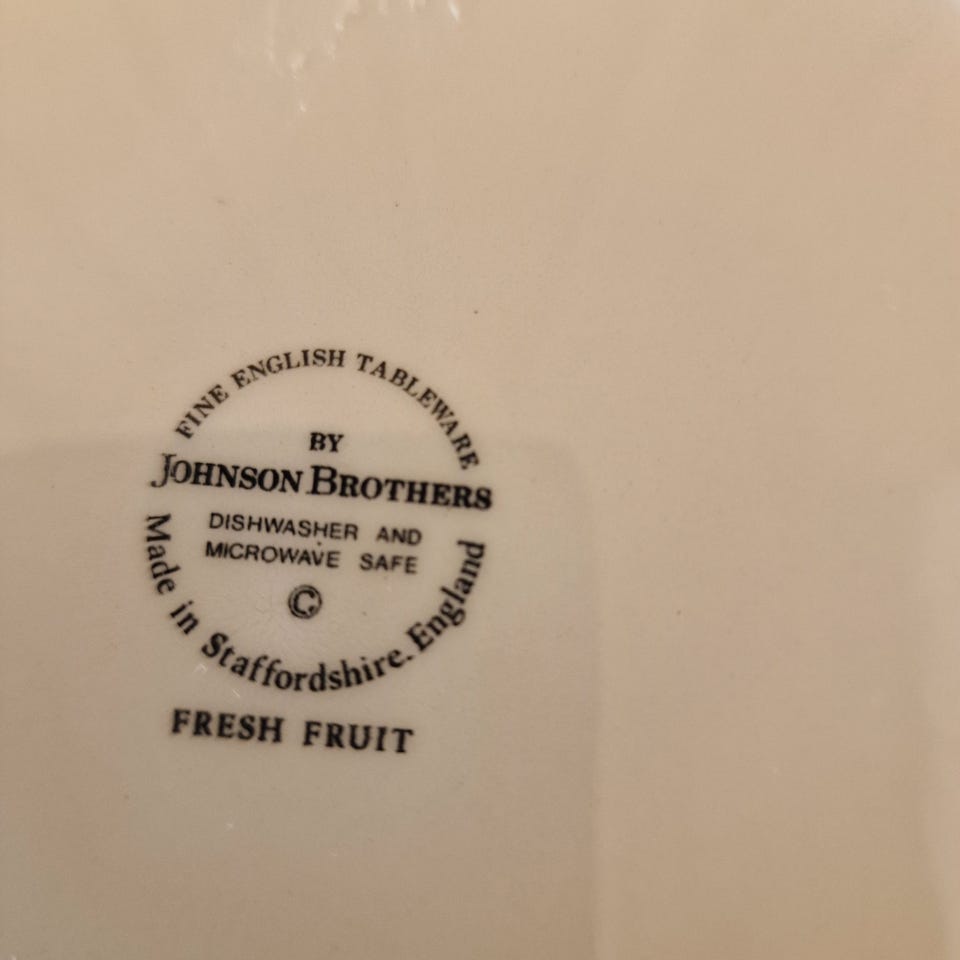 FINE ENGLISH TABLEWARE
BY
JOHNSON BROTHERS
DISHWASHER AND
MICROWAVE SAFE
©
Made in Staffordshire. England
FRESH FRUIT